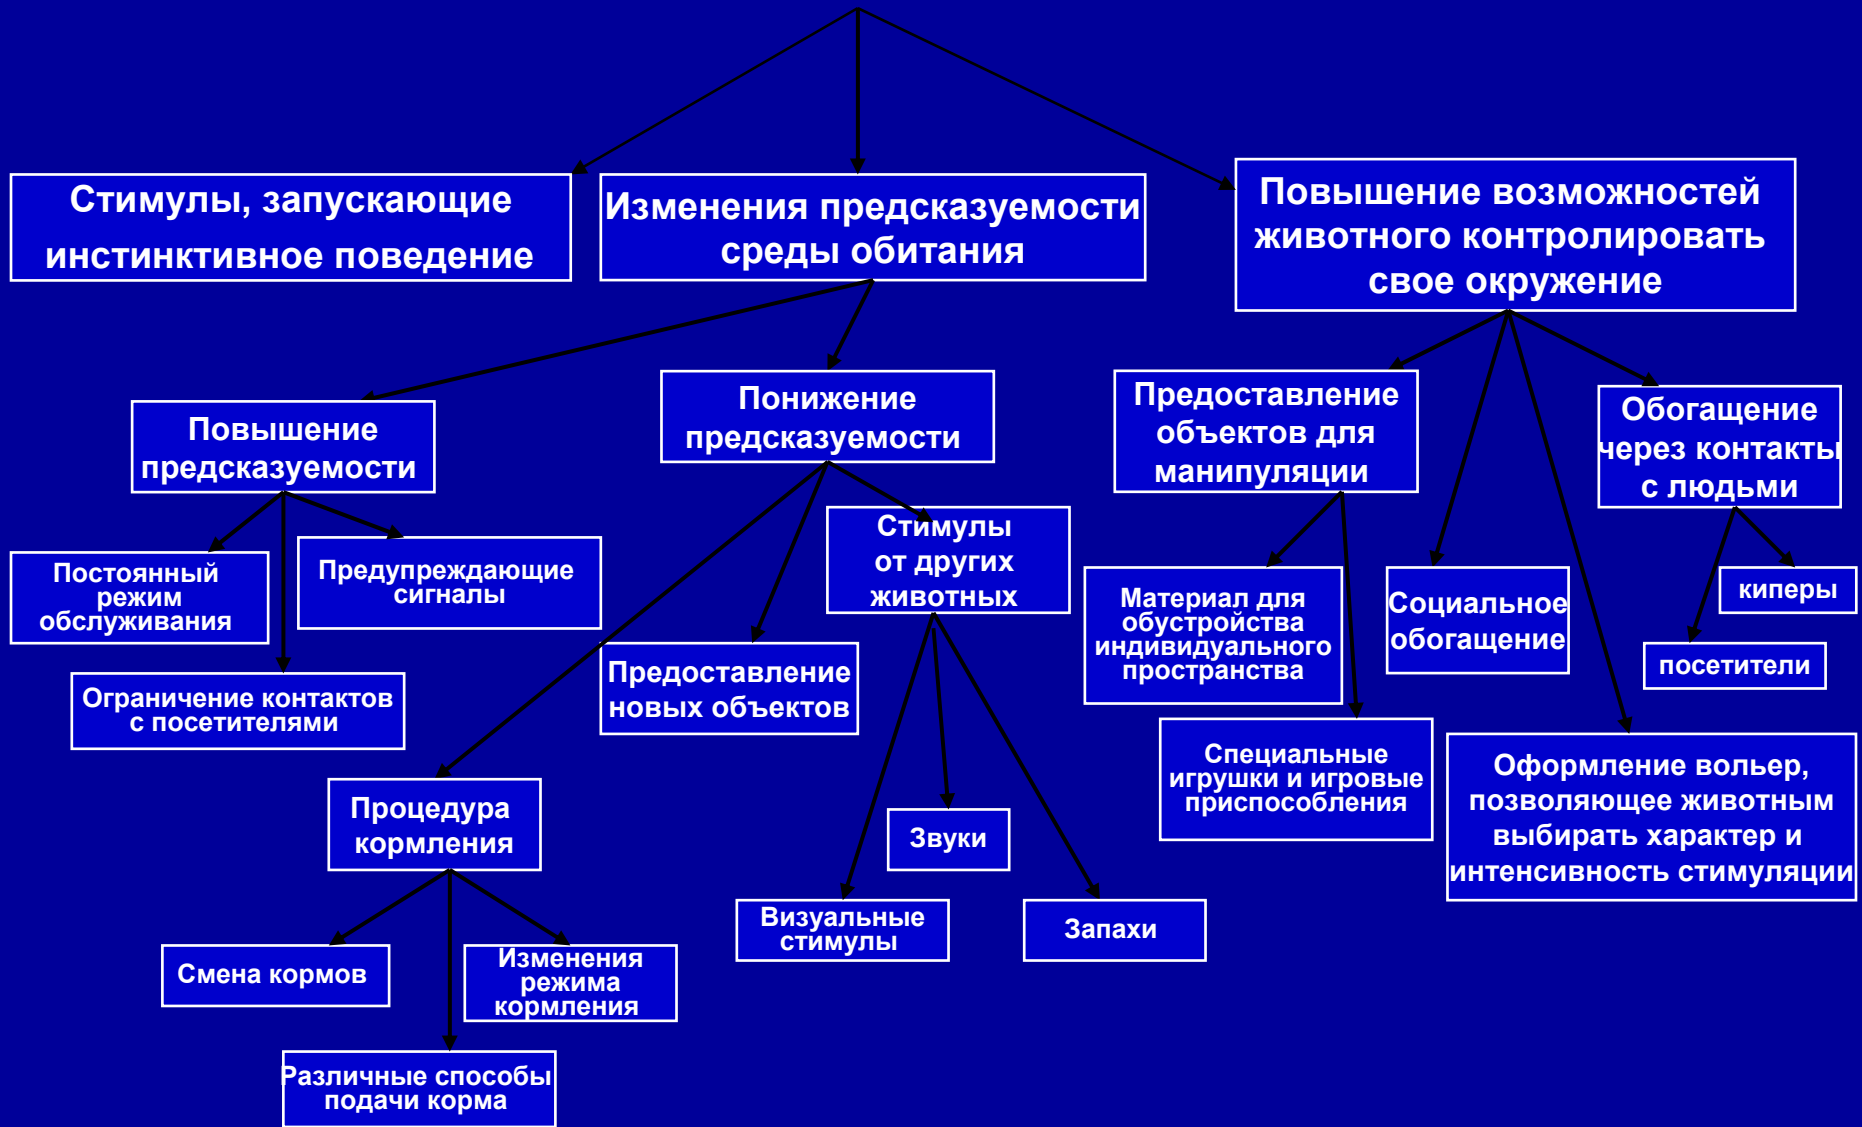 Стимулы, запускающие
инстинктивное поведение
Изменения предсказуемости
среды обитания
Повышение возможностей
животного контролировать
свое окружение
Повышение
предсказуемости
Понижение
предсказуемости
Предоставление
объектов для
манипуляции
Обогащение
через контакты
с людьми
Постоянный
режим
обслуживания
Предупреждающие
сигналы
Ограничение контактов
с посетителями
Стимулы
от других
животных
Предоставление
новых объектов
Процедура
кормления
Материал для
обустройства
индивидуального
пространства
Социальное
обогащение
киперы
посетители
Специальные
игрушки и игровые
приспособления
Оформление вольер,
позволяющее животным
выбирать характер и
интенсивность стимуляции
Звуки
Визуальные
стимулы
Запахи
Смена кормов
Изменения
режима
кормления
Различные способы
подачи корма